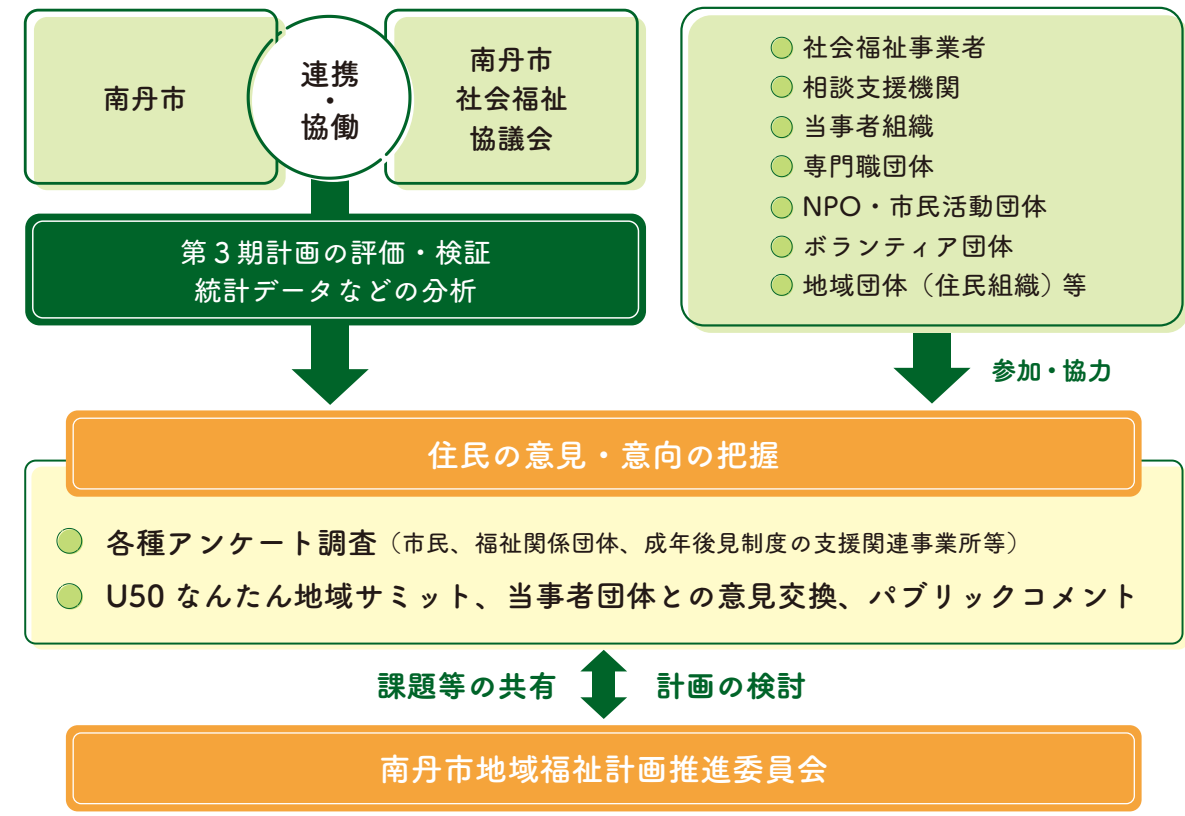 南丹市
連携
・
協働
南丹市
社会福祉
協議会
第3期計画の評価・検証
統計データなどの分析
社会福祉事業者
相談支援機関
当事者組織
専門職団体
NPO・市民活動団体
ボランティア団体
地域団体（住民組織）等
参加・協力
住民の意見・意向の把握
各種アンケート調査（市民、福祉関係団体、成年後見制度の支援関連事業所等）
U50 なんたん地域サミット、当事者団体との意見交換、パブリックコメント
課題等の共有 計画の検討
南丹市地域福祉計画推進委員会